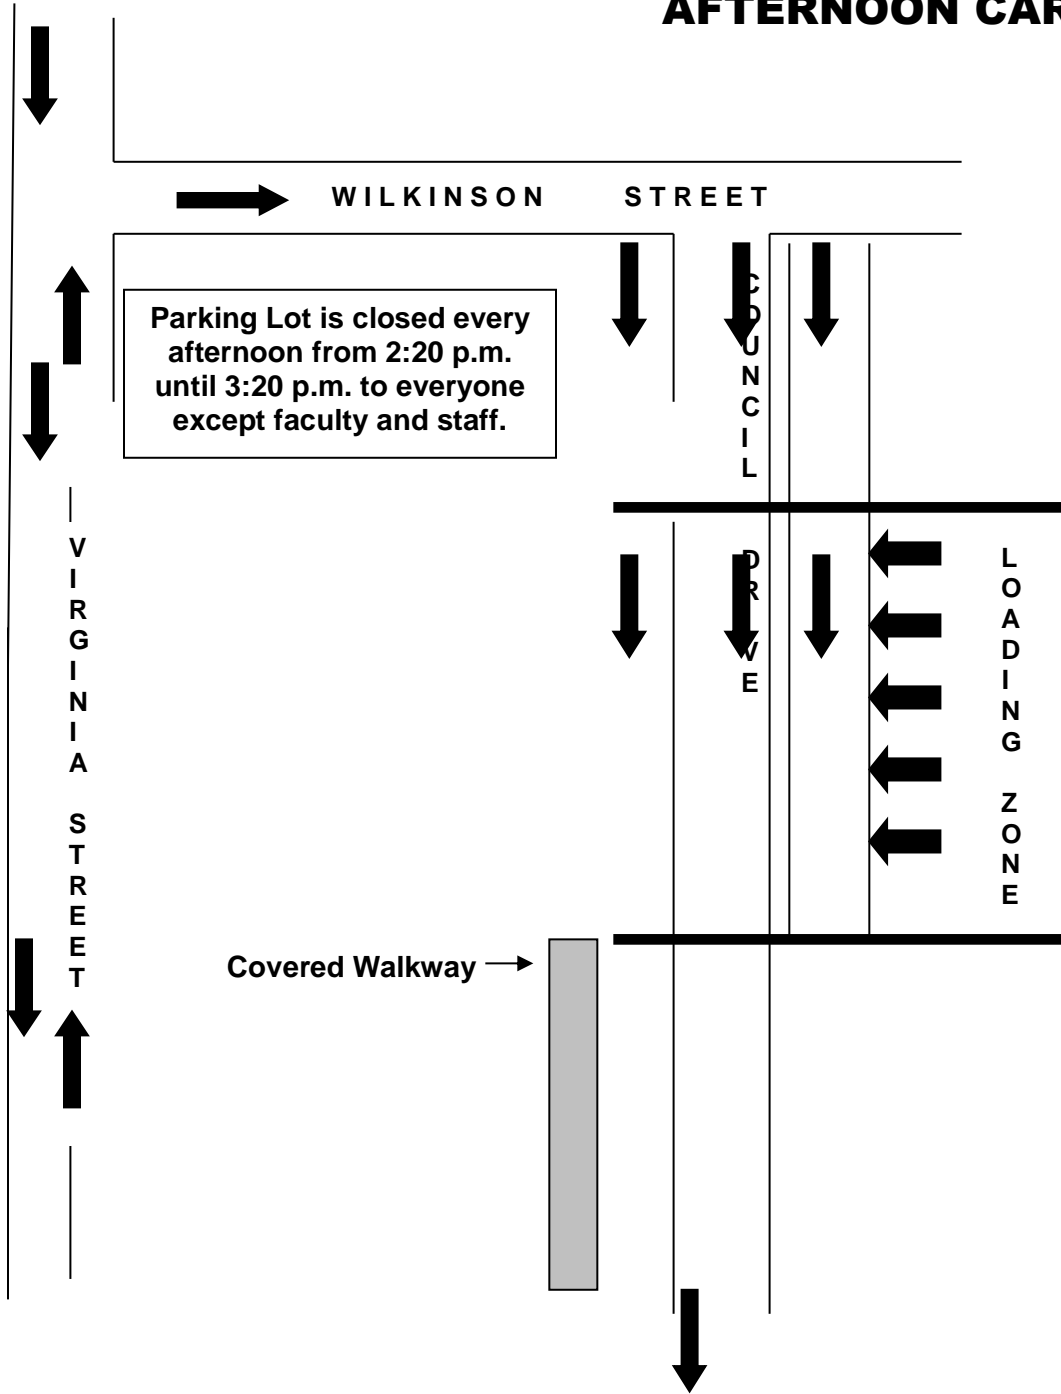 AFTERNOON CAR
WILKINSON STREET
Parking Lot is closed every
afternoon from 2:20 p.m.
until 3:20 p.m. to everyone
except faculty and staff.
COUNCIL DRIVE
VIRGINIA STREET
LOADING ZONE
Covered Walkway